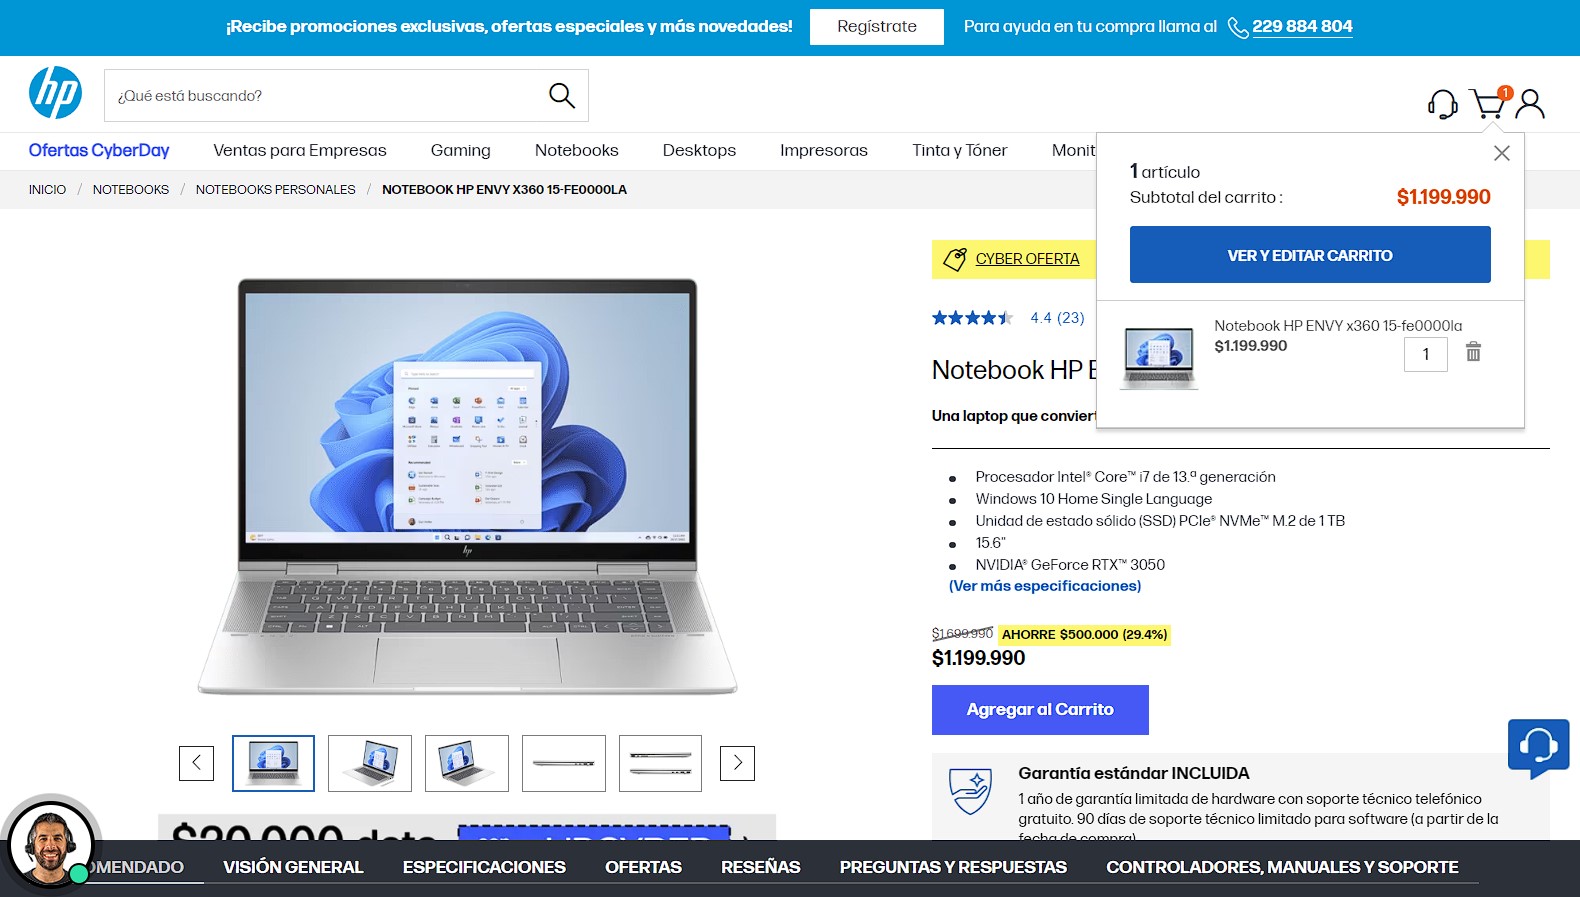 ¡Recibe promociones exclusivas, ofertas especiales y más novedades!
Regístrate
Para ayuda en tu compra llama al 229 884 804
hp
¿Qué está buscando?
1
Ofertas CyberDay
Ventas para Empresas
Gaming
Notebooks
Desktops
Impresoras
Tinta y Tóner
Monit
INICIO / NOTEBOOKS / NOTEBOOKS PERSONALES / NOTEBOOK HP ENVY X360 15-FE0000LA
1 artículo
Subtotal del carrito :
$1.199.990
VER Y EDITAR CARRITO
Notebook HP ENVY x360 15-fe0000la
$1.199.990
1
CYBER OFERTA
4.4 (23)
Notebook HP E
Una laptop que conviert
Procesador Intel® Core™ i7 de 13.ª generación
Windows 10 Home Single Language
Unidad de estado sólido (SSD) PCIe® NVMe™ M.2 de 1 TB
15.6"
NVIDIA® GeForce RTX™ 3050
(Ver más especificaciones)
$1.699.990 AHORRE $500.000 (29.4%)
$1.199.990
Agregar al Carrito
Garantía estándar INCLUIDA
1 año de garantía limitada de hardware con soporte técnico telefónico
gratuito. 90 días de soporte técnico limitado para software (a partir de la
fecha de compra)
OMENDADO
VISIÓN GENERAL
ESPECIFICACIONES
OFERTAS
RESEÑAS
PREGUNTAS Y RESPUESTAS
CONTROLADORES, MANUALES Y SOPORTE